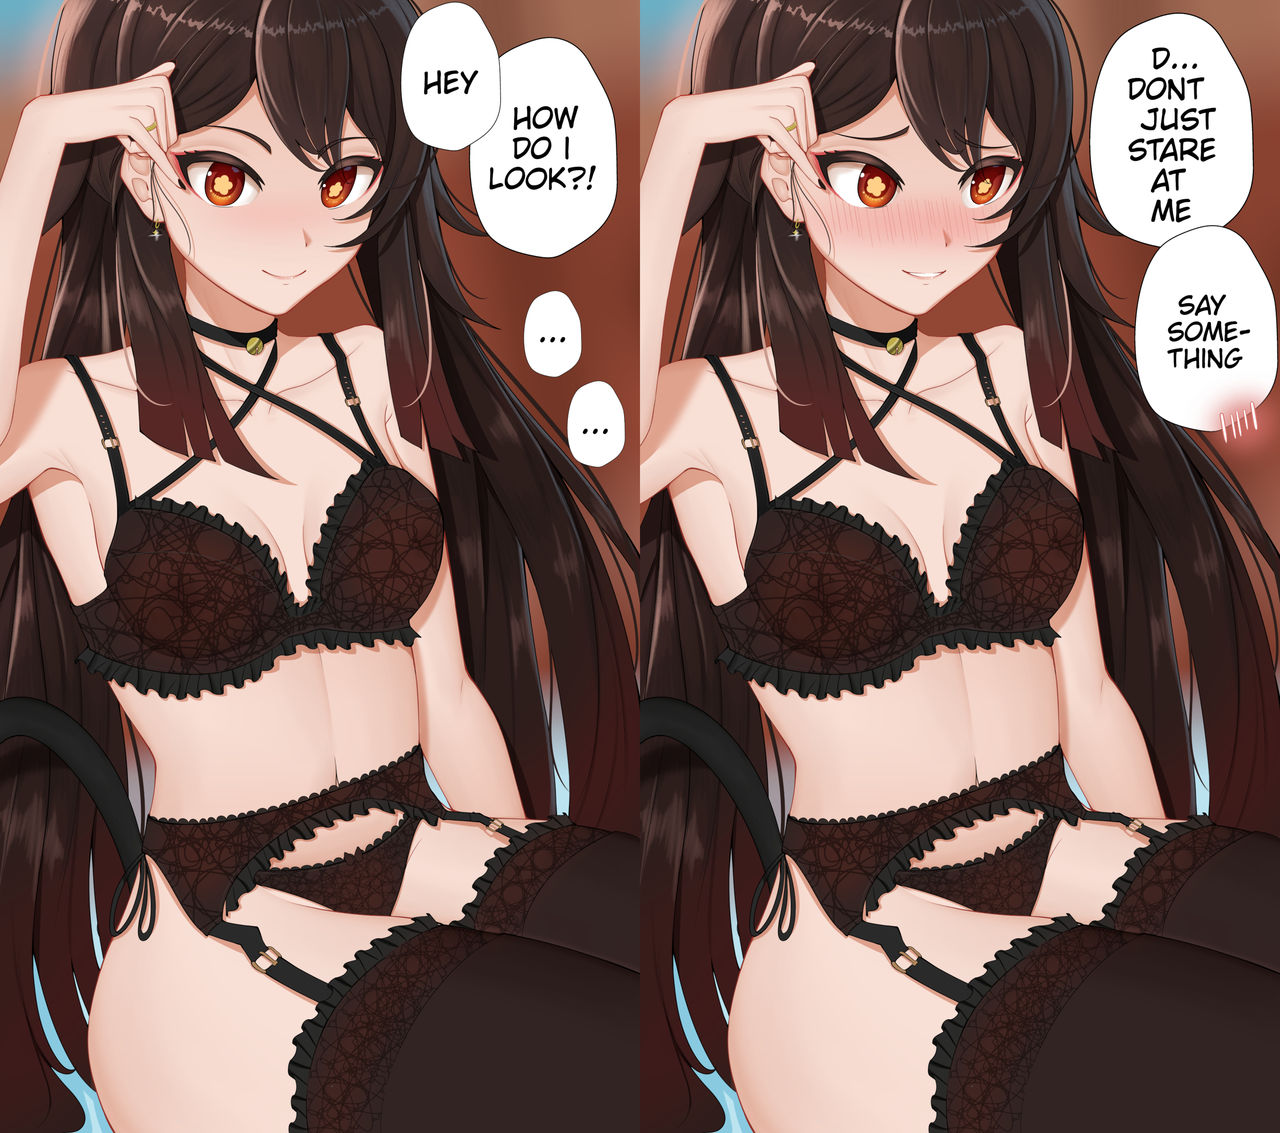 HEY
HOW
DO I
LOOK?!
...
...
D...
DONT
JUST
STARE
AT
ME
SAY
SOME-
THING